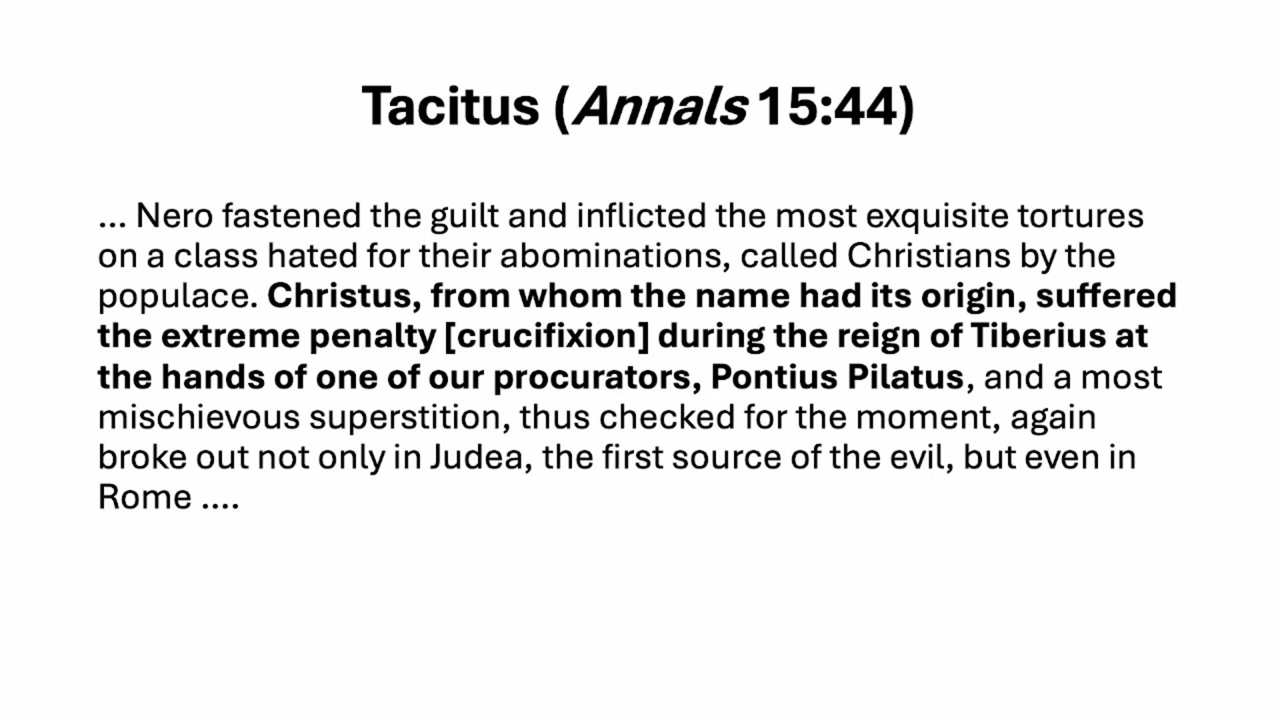 Tacitus (Annals 15:44)
... Nero fastened the guilt and inflicted the most exquisite tortures
on a class hated for their abominations, called Christians by the
populace. Christus, from whom the name had its origin, suffered
the extreme penalty [crucifixion] during the reign of Tiberius at
the hands of one of our procurators, Pontius Pilatus, and a most
mischievous superstition, thus checked for the moment, again
broke out not only in Judea, the first source of the evil, but even in
Rome ....